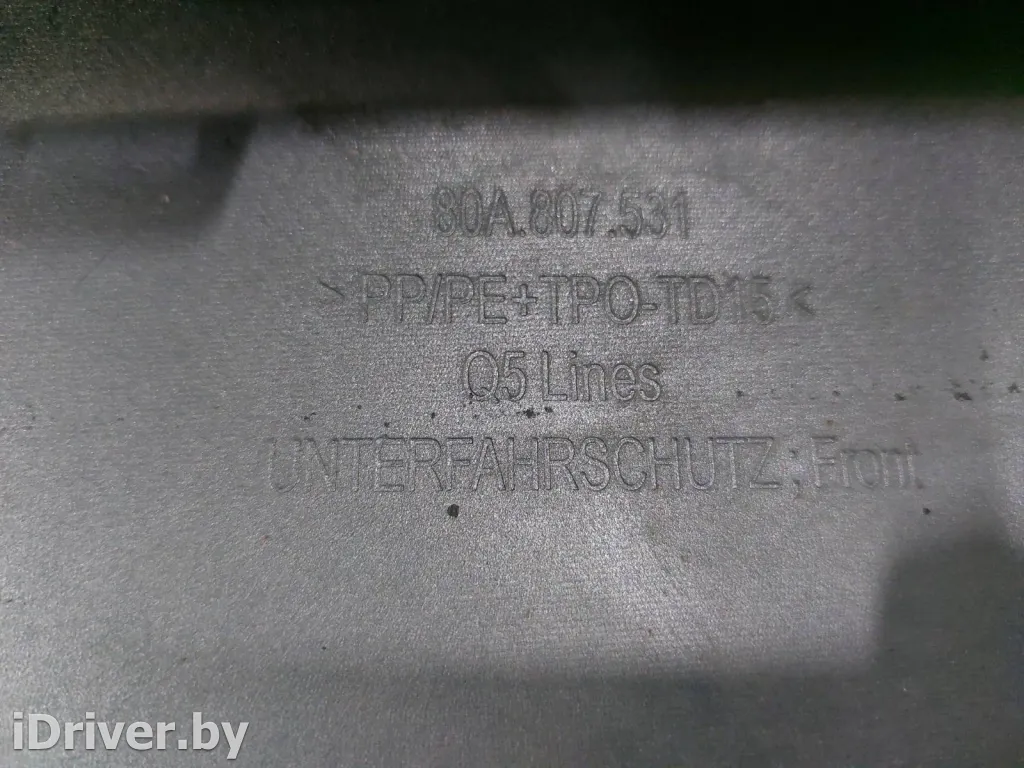 80A.807.531
>PP/PE+TPO-TD15<
Q5 Lines
UNTERFAHRSCHUTZ; Front
iDriver.by